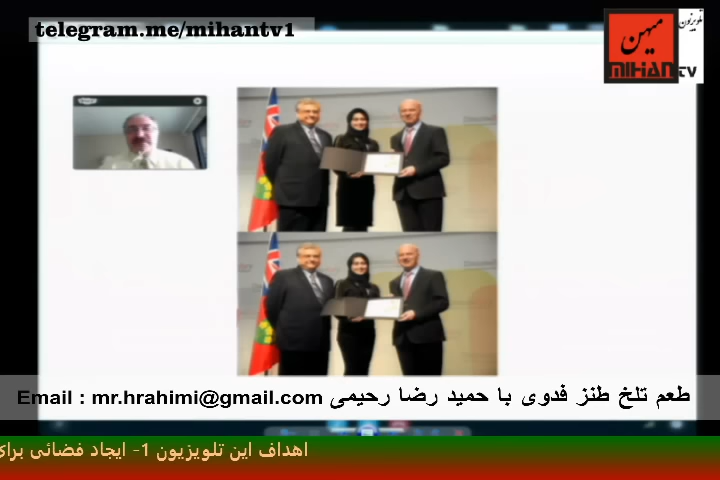 telegram.me/mihantv1
میهن
تلویزیون
MIHAN TV
طعم تلخ طنز فدوی با حمید رضا رحیمی Email : mr.hrahimi@gmail.com
اهداف این تلویزیون 1- ایجاد فضائی برای